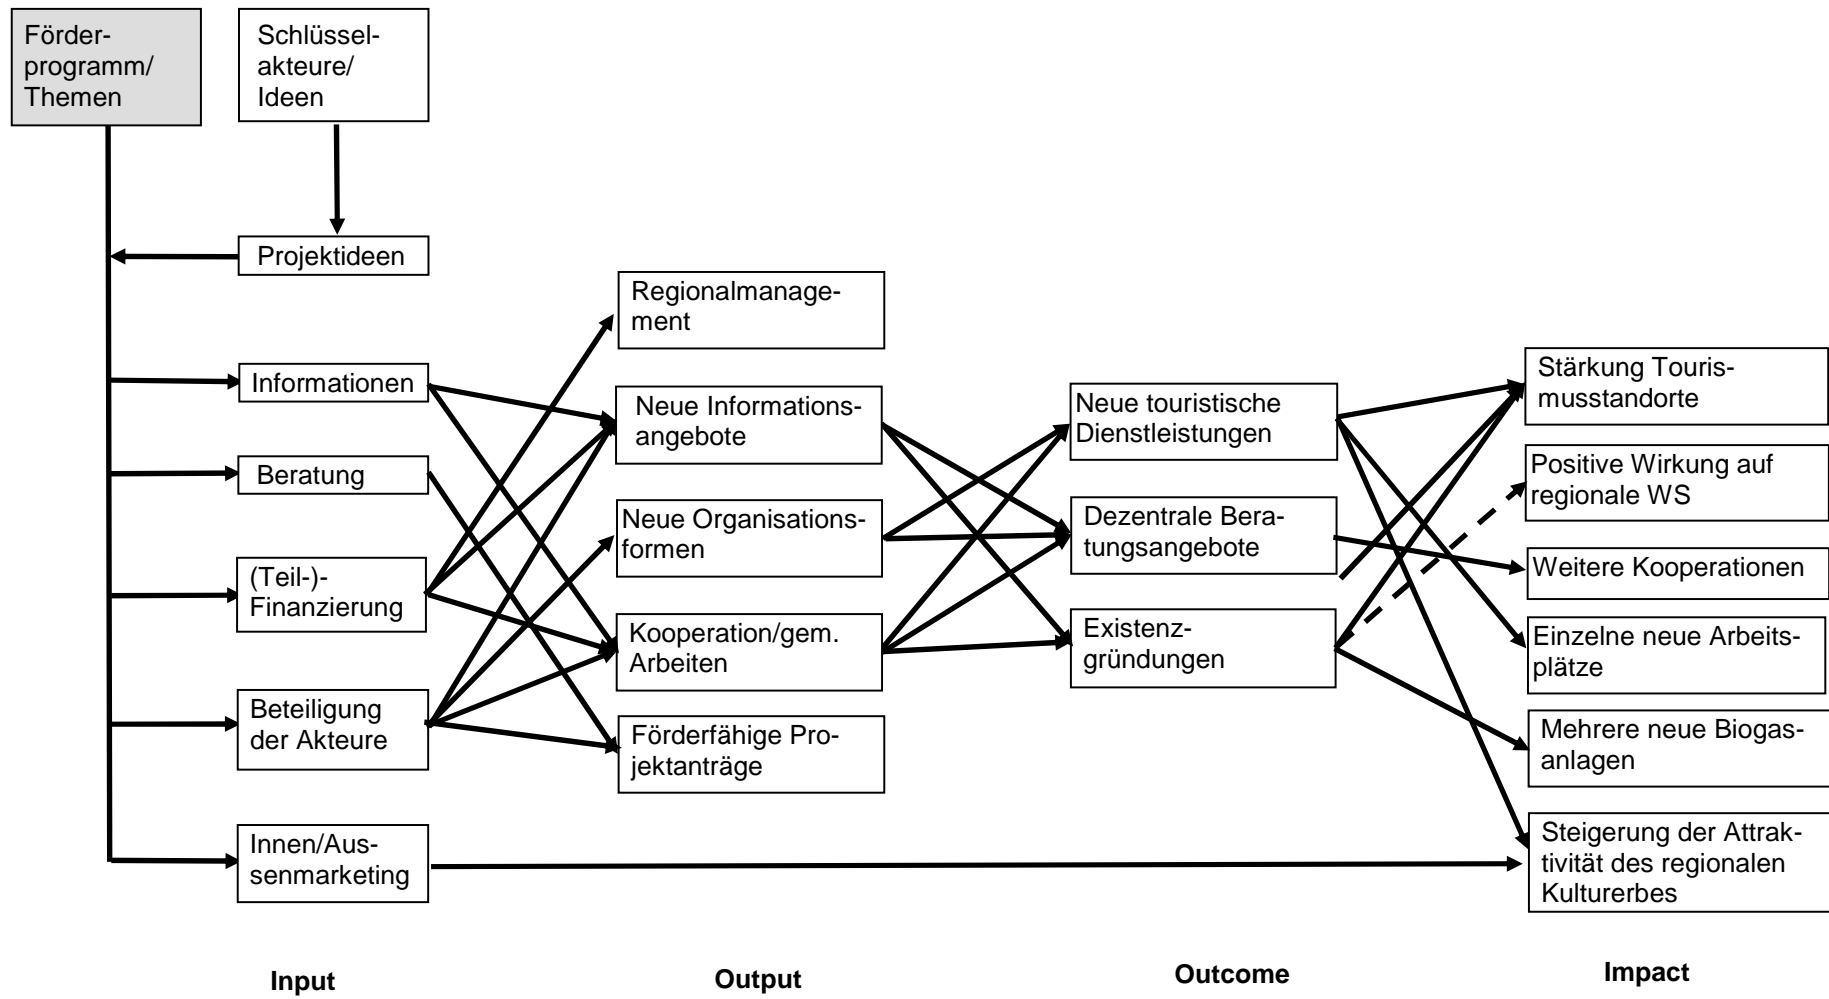 Förder-
programm/
Themen
Schlüssel-
akteure/
Ideen
Projektideen
Informationen
Beratung
(Teil-)-
Finanzierung
Beteiligung
der Akteure
Innen/Aus-
senmarketing
Regionalmanage-
ment
Neue Informations-
angebote
Neue Organisations-
formen
Kooperation/gem.
Arbeiten
Förderfähige Pro-
jektanträge
Neue touristische
Dienstleistungen
Dezentrale Bera-
tungsangebote
Existenz-
gründungen
Stärkung Touris-
musstandorte
Positive Wirkung auf
regionale WS
Weitere Kooperationen
Einzelne neue Arbeits-
plätze
Mehrere neue Biogas-
anlagen
Steigerung der Attrak-
tivität des regionalen
Kulturerbes
Input
Output
Outcome
Impact